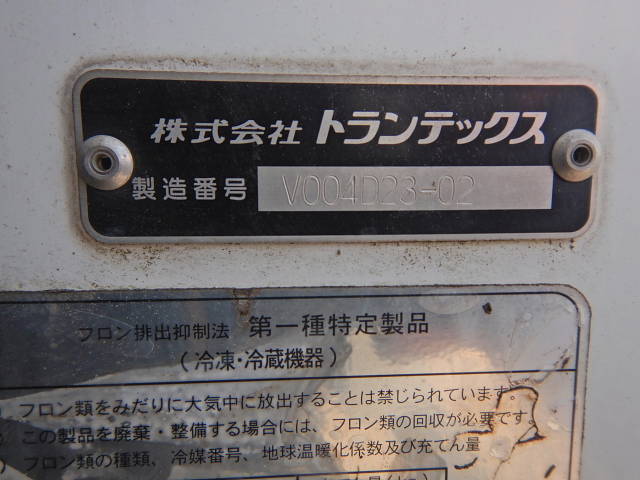 株式会社 トランテックス
製造番号 V004D23-02
フロン排出抑制法 第一種特定製品
(冷凍・冷蔵機器)
フロン類をみだりに大気中に放出することは禁じられています。
この製品を廃棄・整備する場合には、フロン類の回収が必要です。
) フロン類の種類、冷媒番号、地球温暖化係数及び充てん量